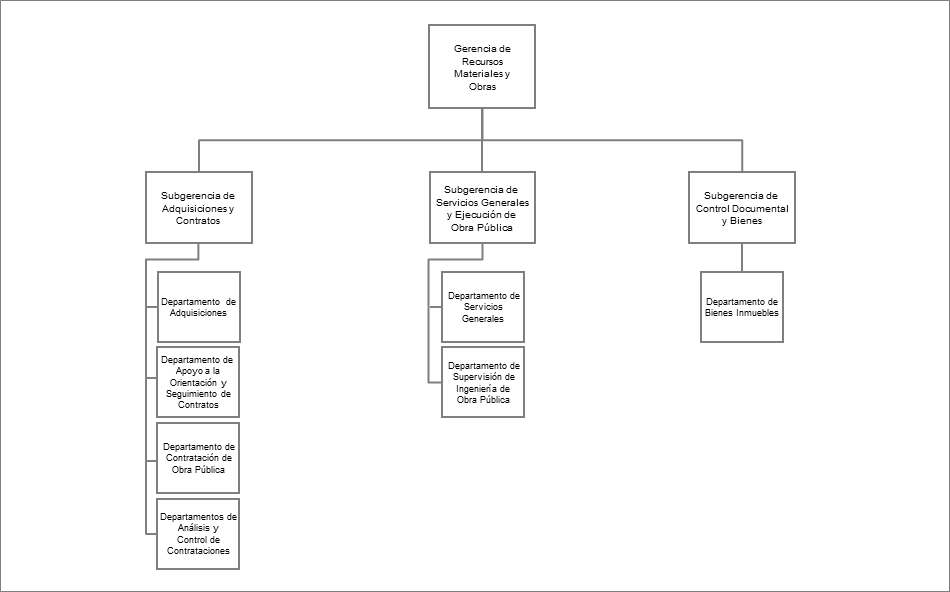 Gerencia de
Recursos
Materiales y
Obras
Subgerencia de
Adquisiciones y
Contratos
Subgerencia de
Servicios Generales
y Ejecución de
Obra Pública
Subgerencia de
Control Documental
y Bienes
Departamento de
Adquisiciones
Departamento de
Apoyo a la
Orientación y
Seguimiento de
Contratos
Departamento de
Contratación de
Obra Pública
Departamentos de
Análisis y
Control de
Contrataciones
Departamento de
Servicios
Generales
Departamento de
Supervisión de
Ingeniería de
Obra Pública
Departamento de
Bienes Inmuebles